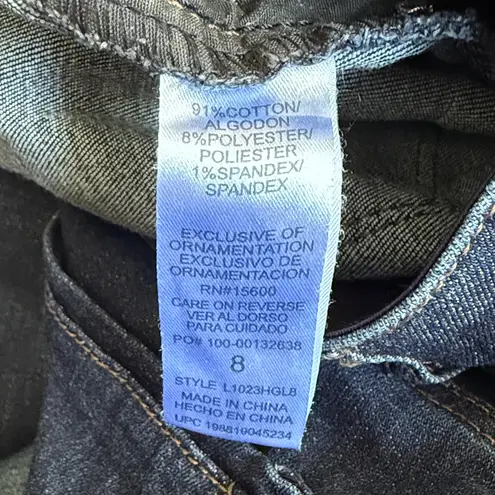 91%COTTON/
ALGODON
8%POLYESTER/
POLIESTER
1%SPANDEX/
SPANDEX
EXCLUSIVE OF
ORNAMENTATION
EXCLUSIVO DE
ORNAMENTACION
RN#15600
CARE ON REVERSE
VER AL DORSO
PARA CUIDADO
PO# 100-00132638
8
STYLE L1023HGL8
MADE IN CHINA
HECHO EN CHINA
UPC 198819045234